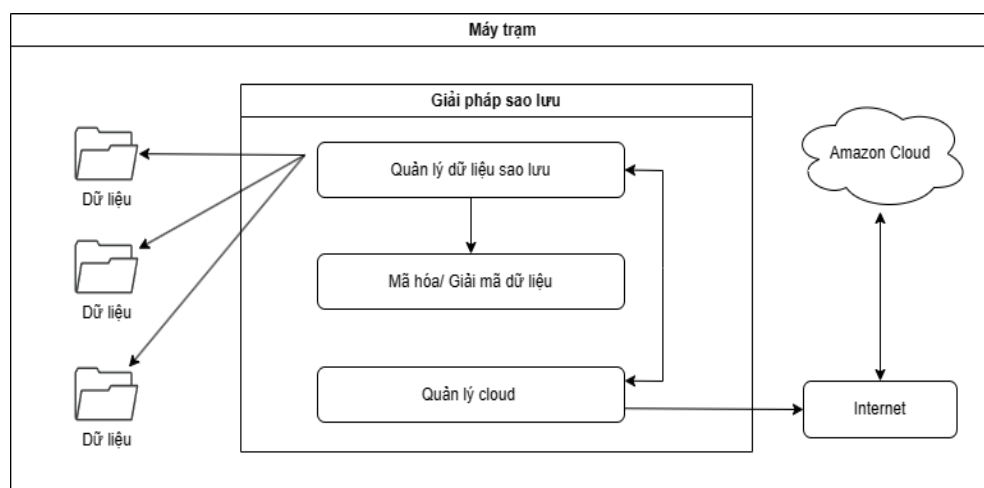 Máy trạm
Giải pháp sao lưu
Dữ liệu
Quản lý dữ liệu sao lưu
Amazon Cloud
Dữ liệu
Mã hóa/ Giải mã dữ liệu
Dữ liệu
Quản lý cloud
Internet